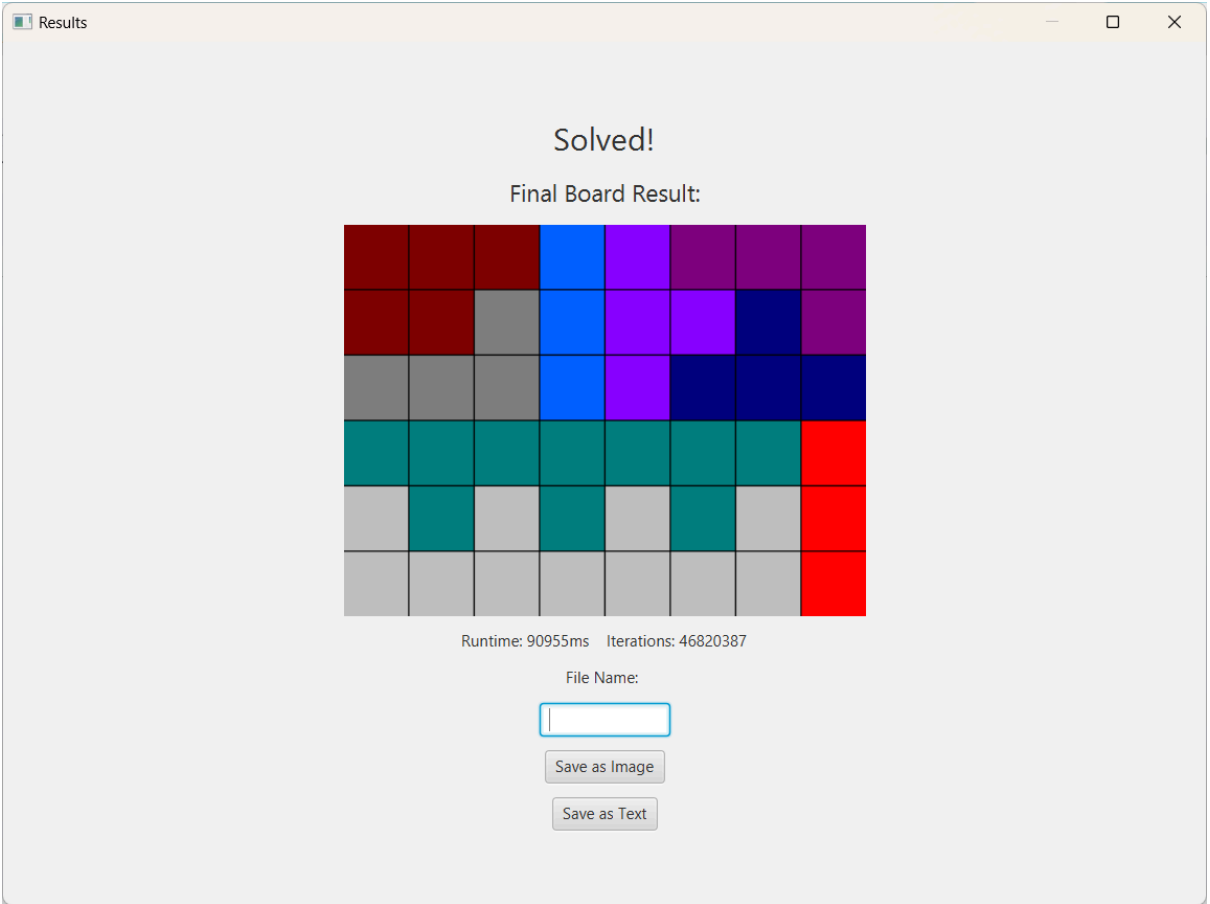 Results
Solved!
Final Board Result:
Runtime: 90955ms Iterations: 46820387
File Name:
Save as Image
Save as Text